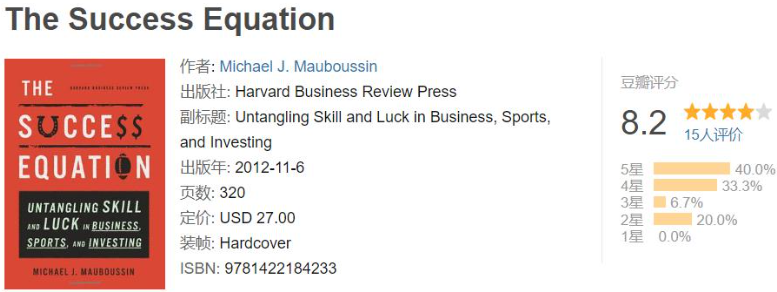 The Success Equation
THE
HARVARD BUSINESS REVIEW PRESS
SUCCE$$
EQUATION
UNTANGLING SKILL
AND LUCK IN BUSINESS,
SPORTS, AND INVESTING
MICHAEL J. MAUBOUSSIN
作者: Michael J. Mauboussin
出版社: Harvard Business Review Press
副标题: Untangling Skill and Luck in Business, Sports,
and Investing
出版年: 2012-11-6
页数: 320
定价: USD 27.00
装帧: Hardcover
ISBN: 9781422184233
豆瓣评分
8.2
15人评价
5星 40.0%
4星 33.3%
3星 6.7%
2星 20.0%
1星 0.0%